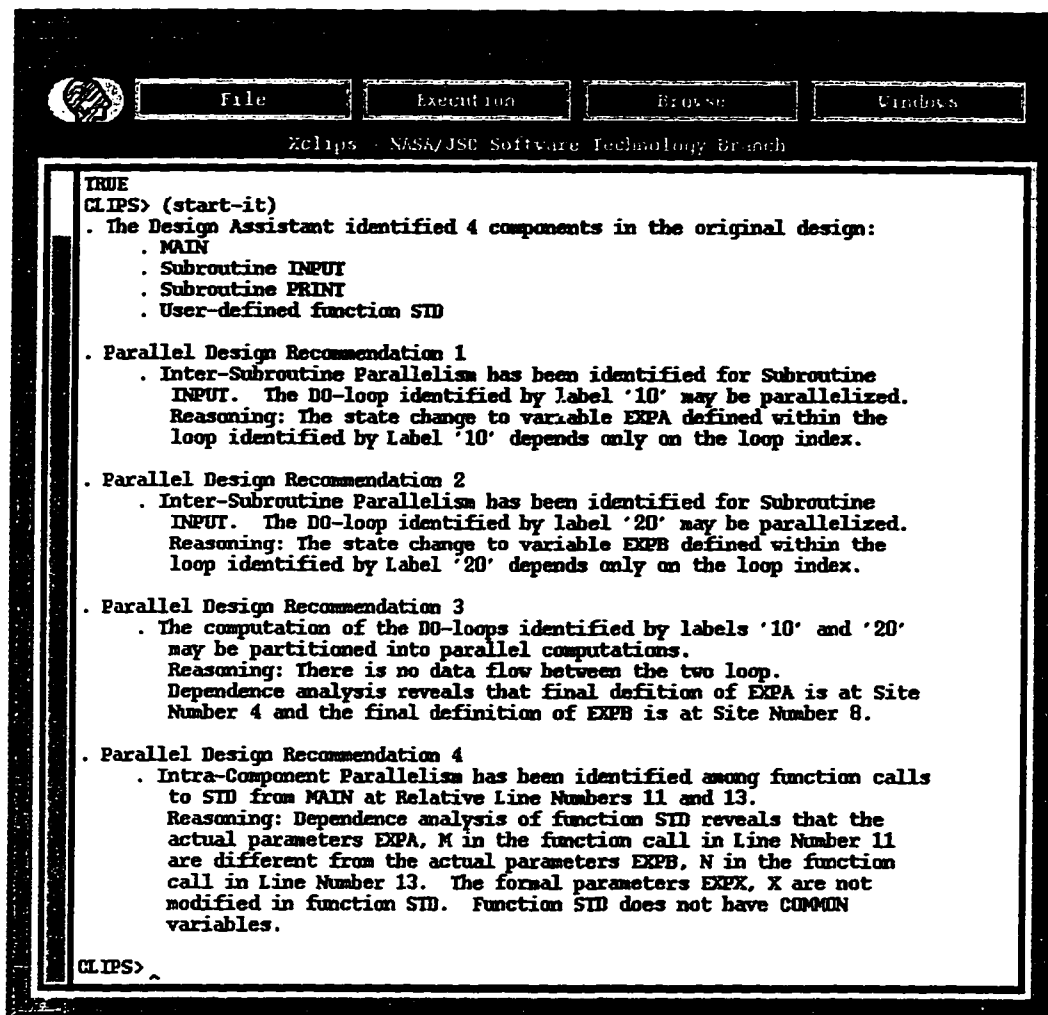 File Execution Browse Windows
Xclips - NASA/JSC Software Technology Branch
TRUE
CLIPS> (start-it)
. The Design Assistant identified 4 components in the original design:
. MAIN
. Subroutine INPUT
. Subroutine PRINT
. User-defined function STD
. Parallel Design Recommendation 1
. Inter-Subroutine Parallelism has been identified for Subroutine
INPUT. The DO-loop identified by label '10' may be parallelized.
Reasoning: The state change to variable EXPA defined within the
loop identified by Label '10' depends only on the loop index.
. Parallel Design Recommendation 2
. Inter-Subroutine Parallelism has been identified for Subroutine
INPUT. The DO-loop identified by label '20' may be parallelized.
Reasoning: The state change to variable EXPB defined within the
loop identified by Label '20' depends only on the loop index.
. Parallel Design Recommendation 3
. The computation of the DO-loops identified by labels '10' and '20'
may be partitioned into parallel computations.
Reasoning: There is no data flow between the two loop.
Dependence analysis reveals that final defition of EXPA is at Site
Number 4 and the final definition of EXPB is at Site Number 8.
. Parallel Design Recommendation 4
. Intra-Component Parallelism has been identified among function calls
to STD from MAIN at Relative Line Numbers 11 and 13.
Reasoning: Dependence analysis of function STD reveals that the
actual parameters EXPA, M in the function call in Line Number 11
are different from the actual parameters EXPB, N in the function
call in Line Number 13. The formal parameters EXPX, X are not
modified in function STD. Function STD does not have COMMON
variables.
CLIPS> ^